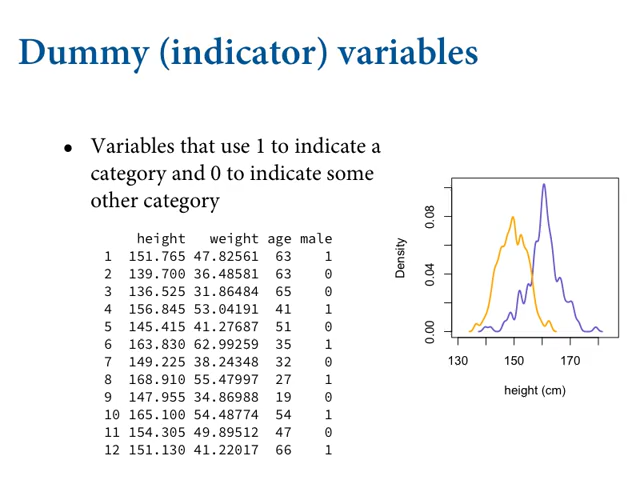 Dummy (indicator) variables
• Variables that use 1 to indicate a
category and 0 to indicate some
other category
height weight age male
1 151.765 47.82561 63 1
2 139.700 36.48581 63 0
3 136.525 31.86484 65 0
4 156.845 53.04191 41 1
5 145.415 41.27687 51 0
6 163.830 62.99259 35 1
7 149.225 38.24348 32 0
8 168.910 55.47997 27 1
9 147.955 34.86988 19 0
10 165.100 54.48774 54 1
11 154.305 49.89512 47 0
12 151.130 41.22017 66 1
Density
0.08
0.04
0.00
130 150 170
height (cm)